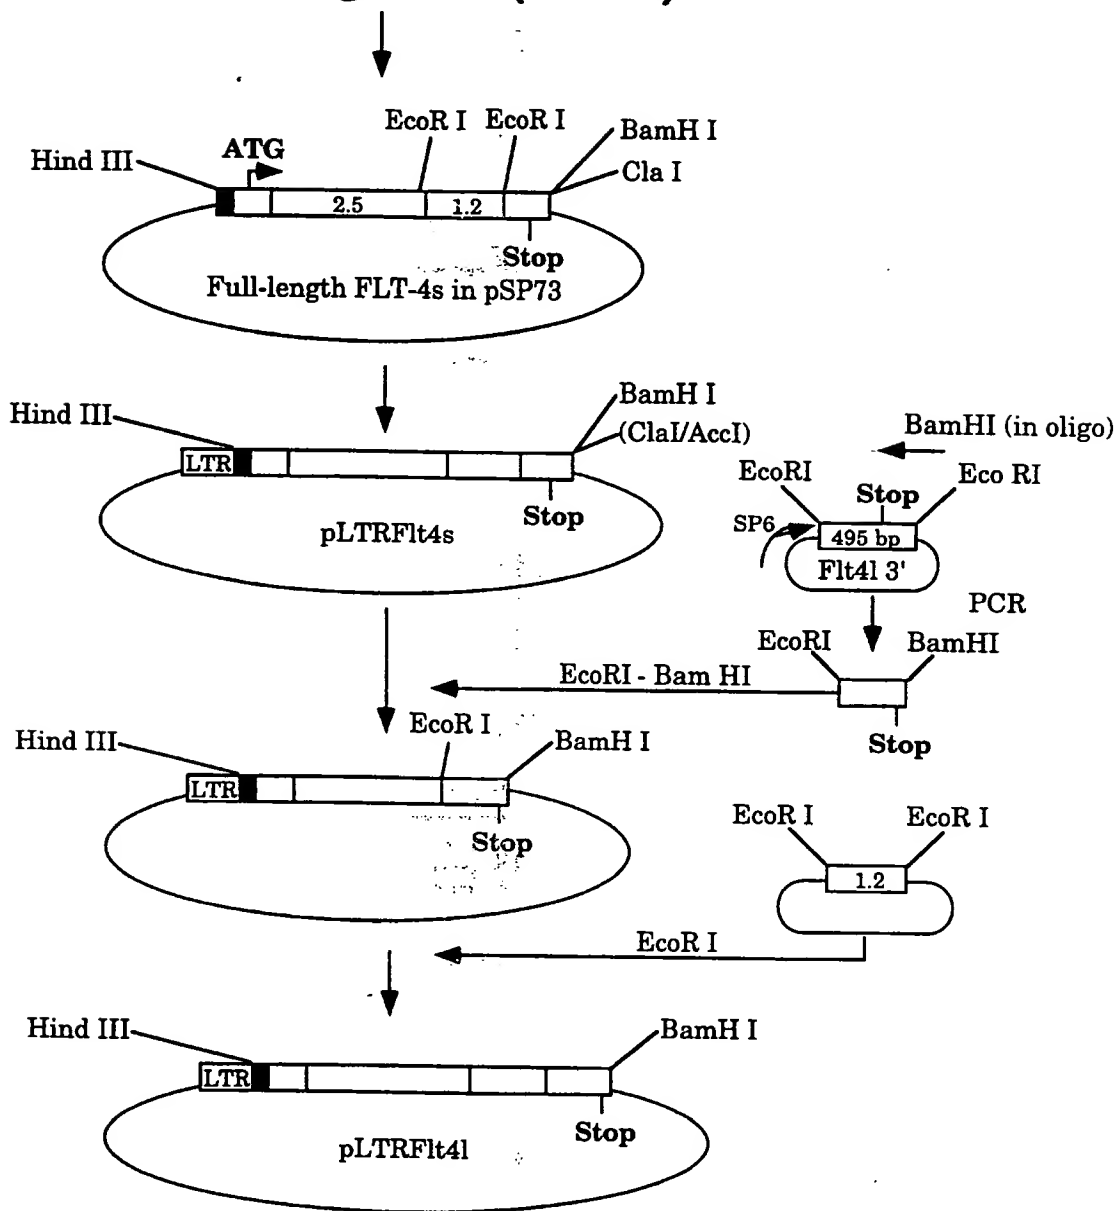 EcoR I EcoR I
BamH I
Hind III
ATG
Cla I
2.5
1.2
Stop
Full-length FLT-4s in pSP73
BamH I
Hind III
(ClaI/AccI)
LTR
Stop
pLTRFlt4s
BamHI (in oligo)
EcoRI
Eco RI
Stop
SP6
495 bp
Flt4l 3'
PCR
EcoRI
BamHI
EcoRI - Bam HI
Stop
EcoR I
Hind III
BamH I
LTR
Stop
EcoR I
EcoR I
1.2
EcoR I
Hind III
BamH I
LTR
Stop
pLTRFlt4l